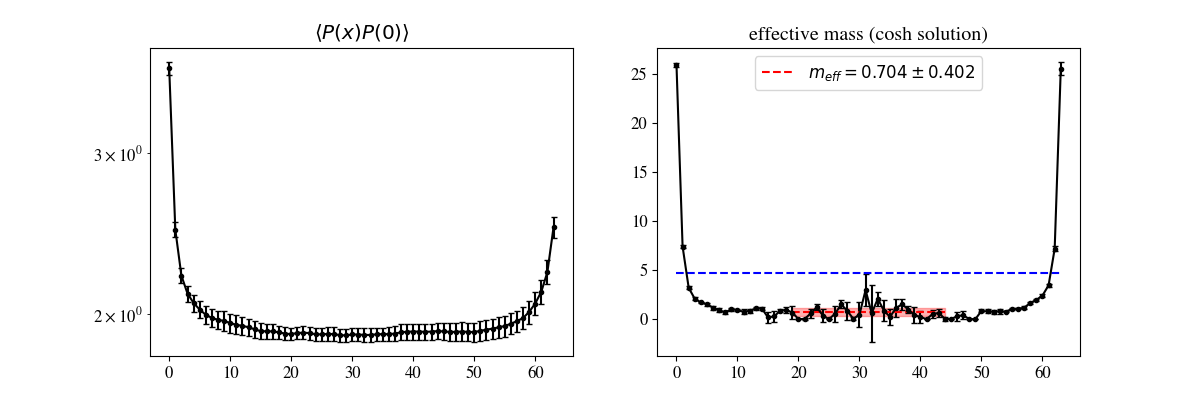 ⟨P(x)P(0)⟩
3 × 10⁰
2 × 10⁰
0 10 20 30 40 50 60
effective mass (cosh solution)
m_eff = 0.704 ± 0.402
25
20
15
10
5
0
0 10 20 30 40 50 60